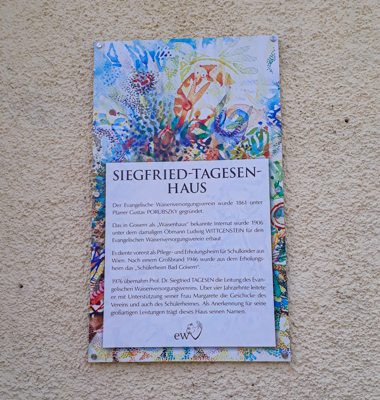 SIEGFRIED-TAGESEN-
HAUS
Der Evangelische Waisenversorgungsverein wurde 1861 unter
Pfarrer Gustav PORUBSZKY gegründet.
Das in Goisern als „Waisenhaus" bekannte Internat wurde 1906
unter dem damaligen Obmann Ludwig WITTGENSTEIN für den
Evangelischen Waisenversorgungsverein erbaut.
Es diente vorerst als Pflege- und Erholungsheim für Schulkinder aus
Wien. Nach einem Großbrand 1946 wurde aus dem Erholungs-
heim das „Schülerheim Bad Goisern".
1976 übernahm Prof. Dr. Siegfried TAGESEN die Leitung des Evan-
gelischen Waisenversorgungsvereins. Über vier Jahrzehnte leitete
er mit Unterstützung seiner Frau Margarete die Geschicke des
Vereins und auch des Schülerheimes. Als Anerkennung für seine
großartigen Leistungen trägt dieses Haus seinen Namen.
ew